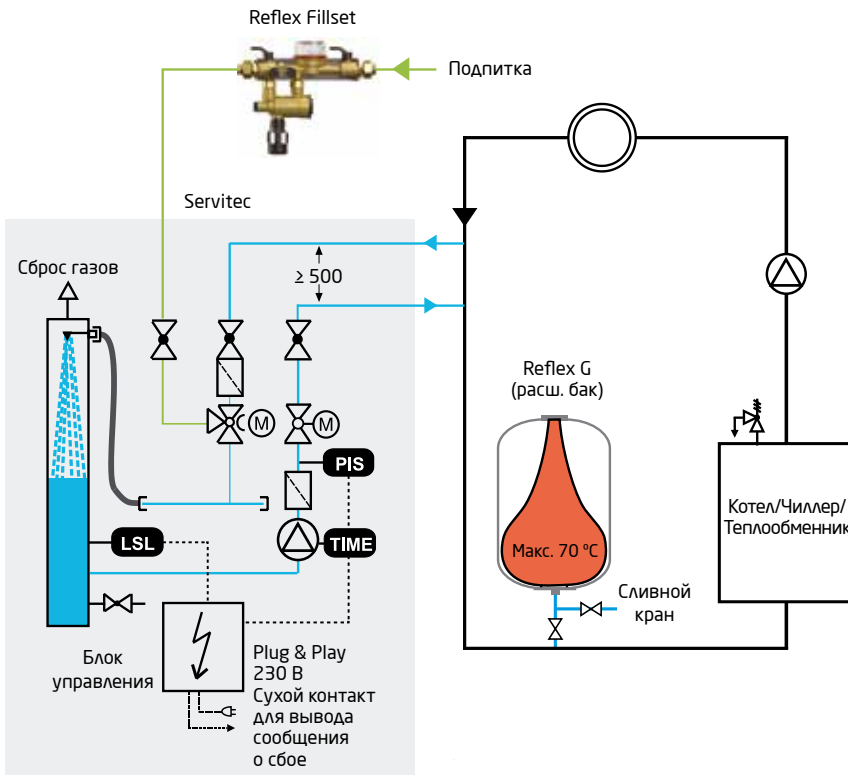 Reflex Fillset
Подпитка
Servitec
Сброс газов
≥ 500
M
M
PIS
LSL
TIME
Reflex G
(расш. бак)
Макс. 70 °C
Котел/Чиллер/
Теплообменник
Сливной
кран
Блок
управления
Plug & Play
230 В
Сухой контакт
для вывода
сообщения
о сбое